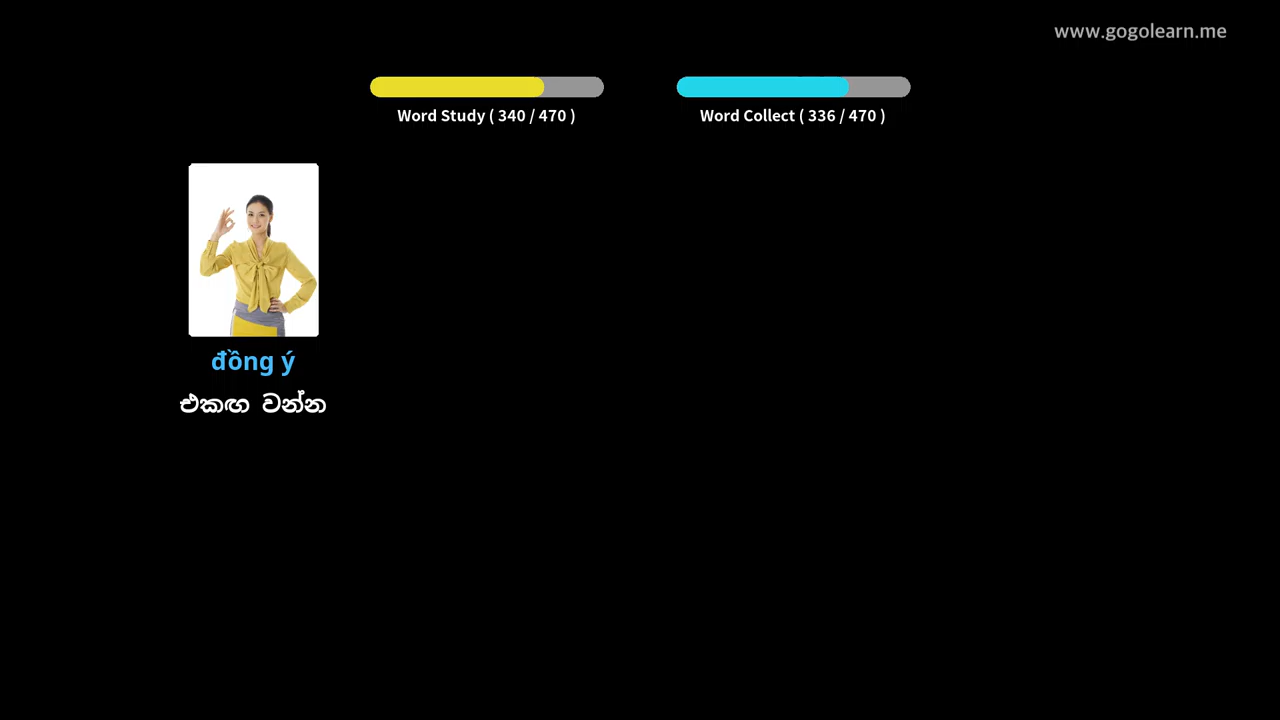 www.gogolearn.me
Word Study ( 340 / 470 )
Word Collect ( 336 / 470 )
đồng ý
එකඟ වන්න